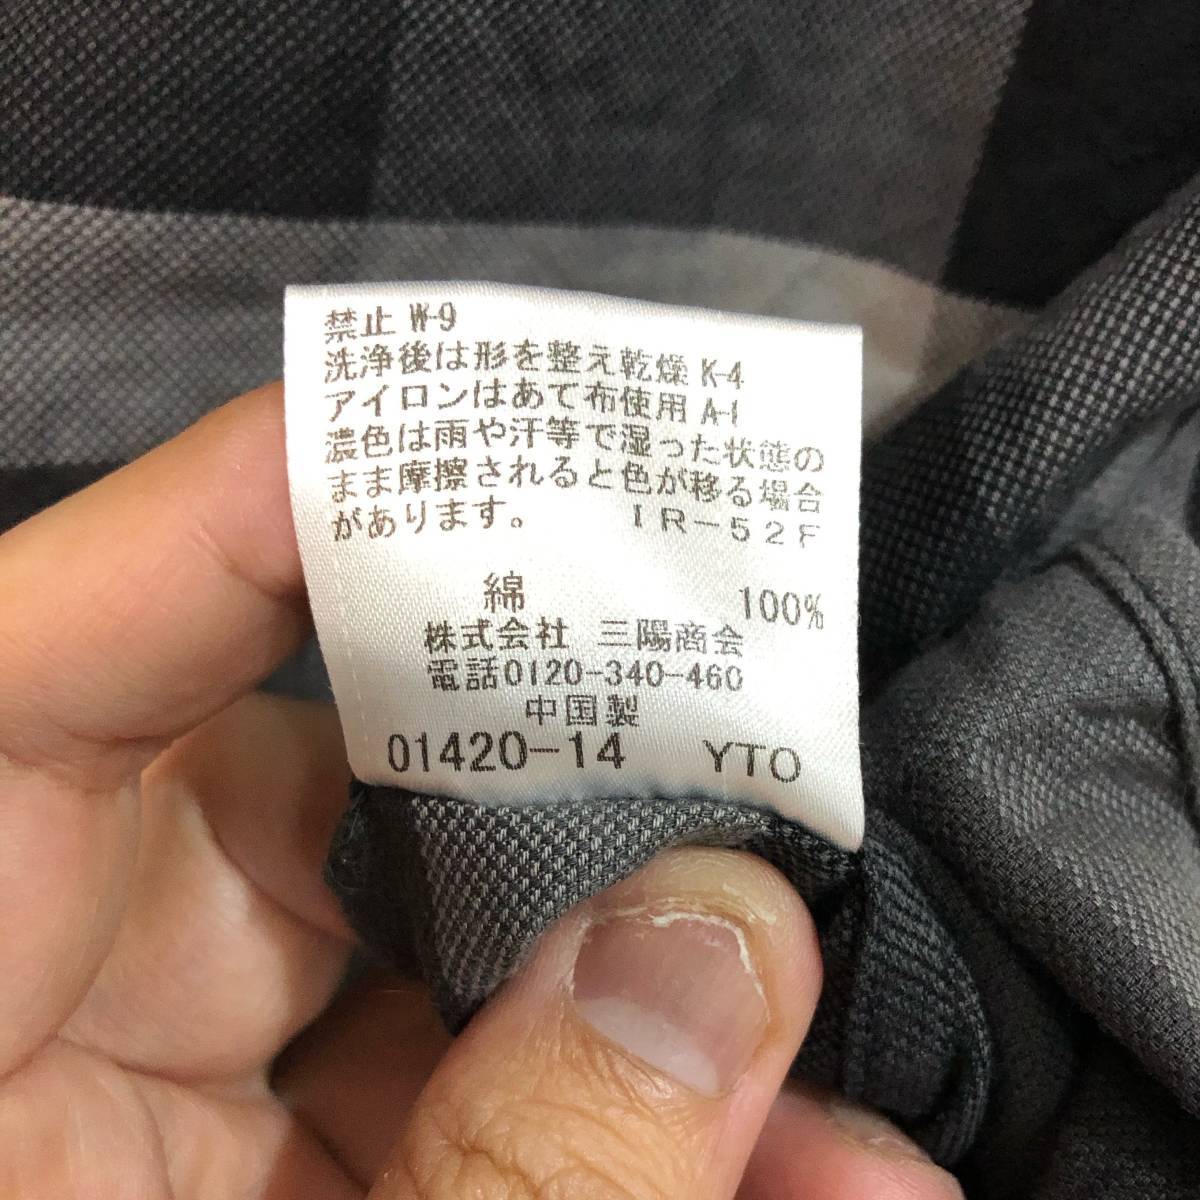 禁止 W-9
洗浄後は形を整え乾燥 K-4
アイロンはあて布使用 A-1
濃色は雨や汗等で湿った状態の
まま摩擦されると色が移る場合
があります。 IR-52F
綿 100%
株式会社 三陽商会
電話0120-340-460
中国製
01420-14 YTO